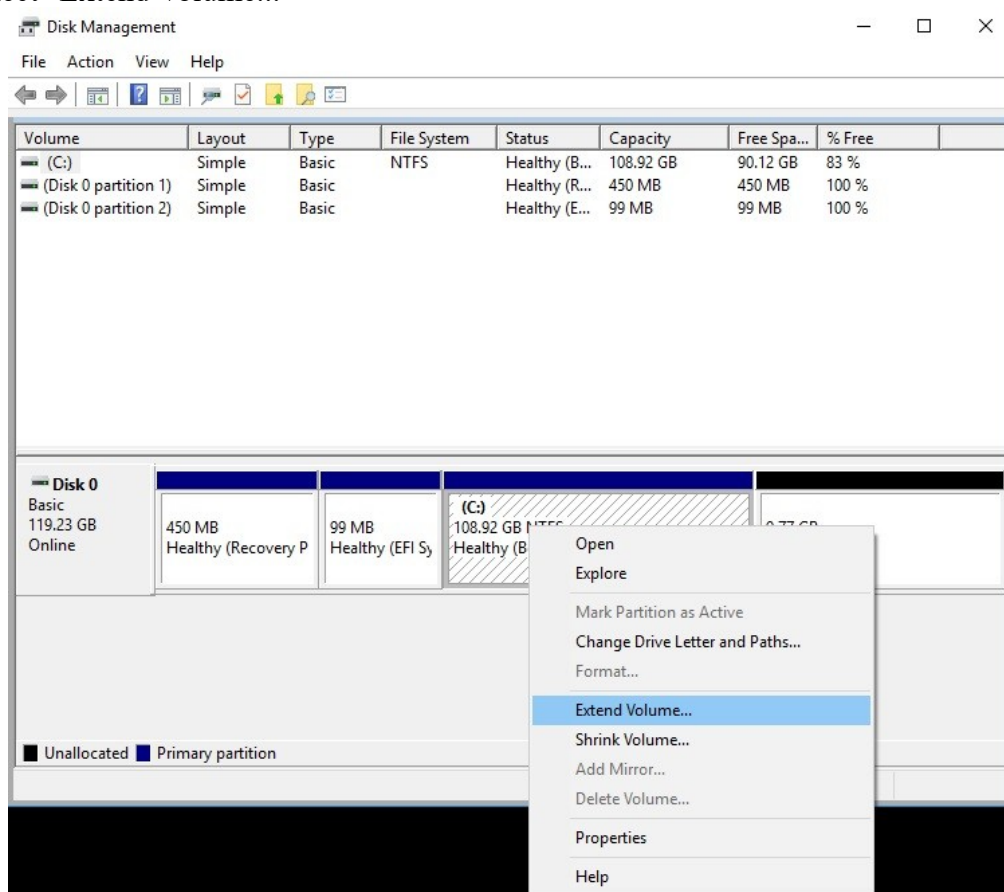 Disk Management
File Action View Help
Volume Layout Type File System Status Capacity Free Spa... % Free
(C:) Simple Basic NTFS Healthy (B... 108.92 GB 90.12 GB 83 %
(Disk 0 partition 1) Simple Basic Healthy (R... 450 MB 450 MB 100 %
(Disk 0 partition 2) Simple Basic Healthy (E... 99 MB 99 MB 100 %
Disk 0
Basic
119.23 GB
Online
450 MB
Healthy (Recovery P
99 MB
Healthy (EFI Sy
(C:)
108.92 GB NTFS
Healthy (B
Open
Explore
Mark Partition as Active
Change Drive Letter and Paths...
Format...
Extend Volume...
Shrink Volume...
Add Mirror...
Delete Volume...
Properties
Help
Unallocated Primary partition